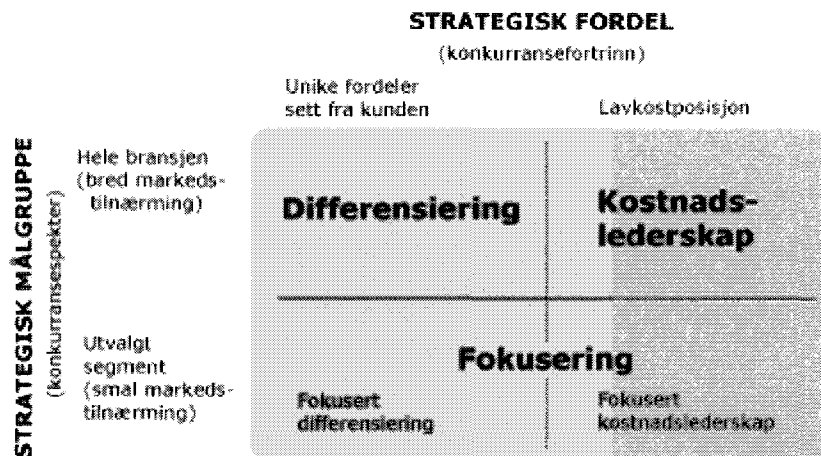 STRATEGISK FORDEL
(konkurransefortrinn)
Unike fordeler
sett fra kunden
Lavkostposisjon
STRATEGISK MÅLGRUPPE
(konkurransespekter)
Hele bransjen
(bred markeds-
tilnærming)
Differensiering
Kostnads-
lederskap
Utvalgt
segment
(smal markeds-
tilnærming)
Fokusering
Fokusert
differensiering
Fokusert
kostnadslederskap